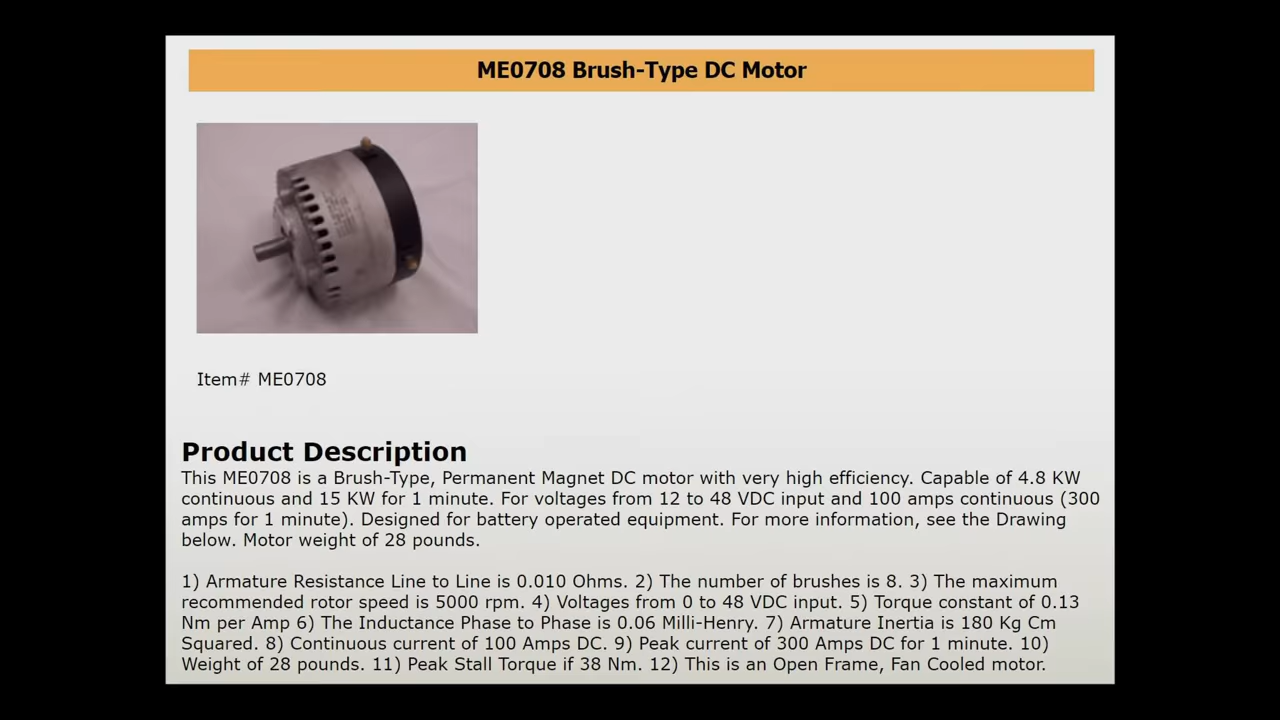 ME0708 Brush-Type DC Motor
Item# ME0708
Product Description
This ME0708 is a Brush-Type, Permanent Magnet DC motor with very high efficiency. Capable of 4.8 KW
continuous and 15 KW for 1 minute. For voltages from 12 to 48 VDC input and 100 amps continuous (300
amps for 1 minute). Designed for battery operated equipment. For more information, see the Drawing
below. Motor weight of 28 pounds.
1) Armature Resistance Line to Line is 0.010 Ohms. 2) The number of brushes is 8. 3) The maximum
recommended rotor speed is 5000 rpm. 4) Voltages from 0 to 48 VDC input. 5) Torque constant of 0.13
Nm per Amp 6) The Inductance Phase to Phase is 0.06 Milli-Henry. 7) Armature Inertia is 180 Kg Cm
Squared. 8) Continuous current of 100 Amps DC. 9) Peak current of 300 Amps DC for 1 minute. 10)
Weight of 28 pounds. 11) Peak Stall Torque if 38 Nm. 12) This is an Open Frame, Fan Cooled motor.